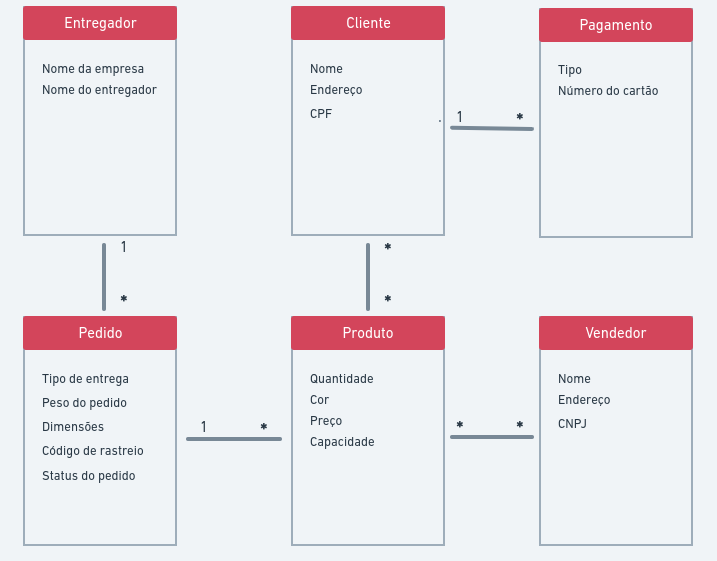 Entregador
Nome da empresa
Nome do entregador
Cliente
Nome
Endereço
CPF
1 *
Pagamento
Tipo
Número do cartão
1
*
*
*
Pedido
Tipo de entrega
Peso do pedido
Dimensões
Código de rastreio
Status do pedido
1 *
Produto
Quantidade
Cor
Preço
Capacidade
* *
Vendedor
Nome
Endereço
CNPJ